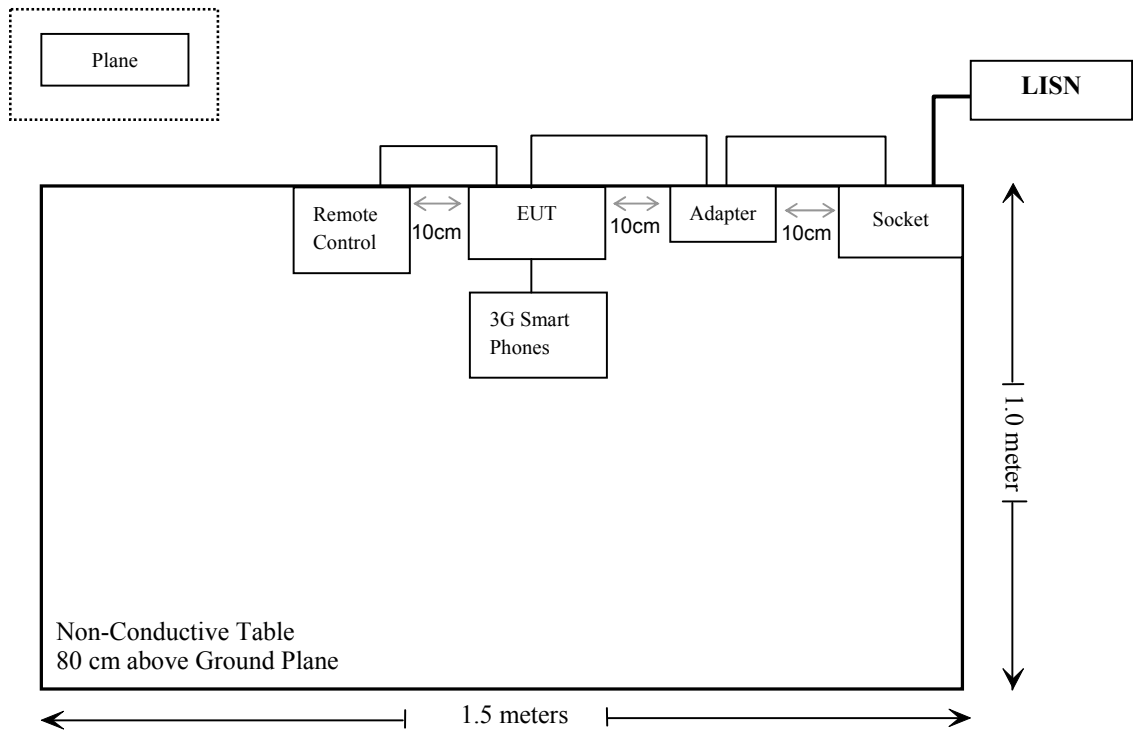 Plane
LISN
Remote
Control
10cm
EUT
10cm
Adapter
10cm
Socket
3G Smart
Phones
1.0 meter
Non-Conductive Table
80 cm above Ground Plane
1.5 meters